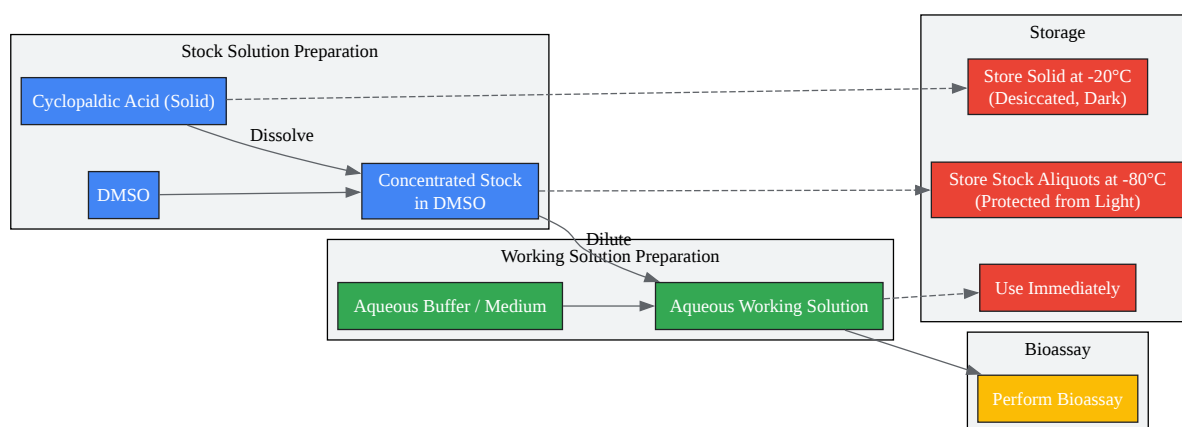 Stock Solution Preparation
Cyclopaldic Acid (Solid)
Dissolve
DMSO
Concentrated Stock
in DMSO
Dilute
Working Solution Preparation
Aqueous Buffer / Medium
Aqueous Working Solution
Storage
Store Solid at -20°C
(Desiccated, Dark)
Store Stock Aliquots at -80°C
(Protected from Light)
Use Immediately
Bioassay
Perform Bioassay